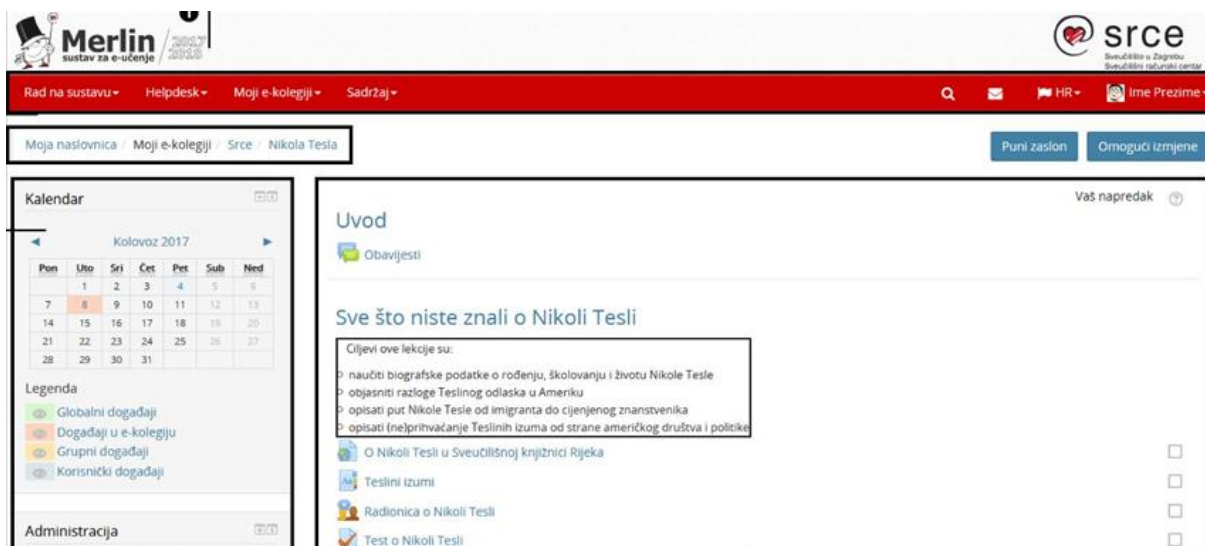 Merlin
sustav za e-učenje
2017
2018
srce
Sveučilište u Zagrebu
Sveučilišni računski centar
Rad na sustavu Helpdesk Moji e-kolegiji Sadržaj HR Ime Prezime
Moja naslovnica / Moji e-kolegiji / Srce / Nikola Tesla
Puni zaslon Omogući izmjene
Kalendar
Kolovoz 2017
Pon Uto Sri Čet Pet Sub Ned
1 2 3 4 5 6
7 8 9 10 11 12 13
14 15 16 17 18 19 20
21 22 23 24 25 26 27
28 29 30 31
Legenda
Globalni događaji
Događaji u e-kolegiju
Grupni događaji
Korisnički događaji
Administracija
Vaš napredak
Uvod
Obavijesti
Sve što niste znali o Nikoli Tesli
Ciljevi ove lekcije su:
naučiti biografske podatke o rođenju, školovanju i životu Nikole Tesle
objasniti razloge Teslinog odlaska u Ameriku
opisati put Nikole Tesle od imigranta do cijenjenog znanstvenika
opisati (ne)prihvaćanje Teslinih izuma od strane američkog društva i politike
O Nikoli Tesli u Sveučilišnoj knjižnici Rijeka
Teslini izumi
Radionica o Nikoli Tesli
Test o Nikoli Tesli